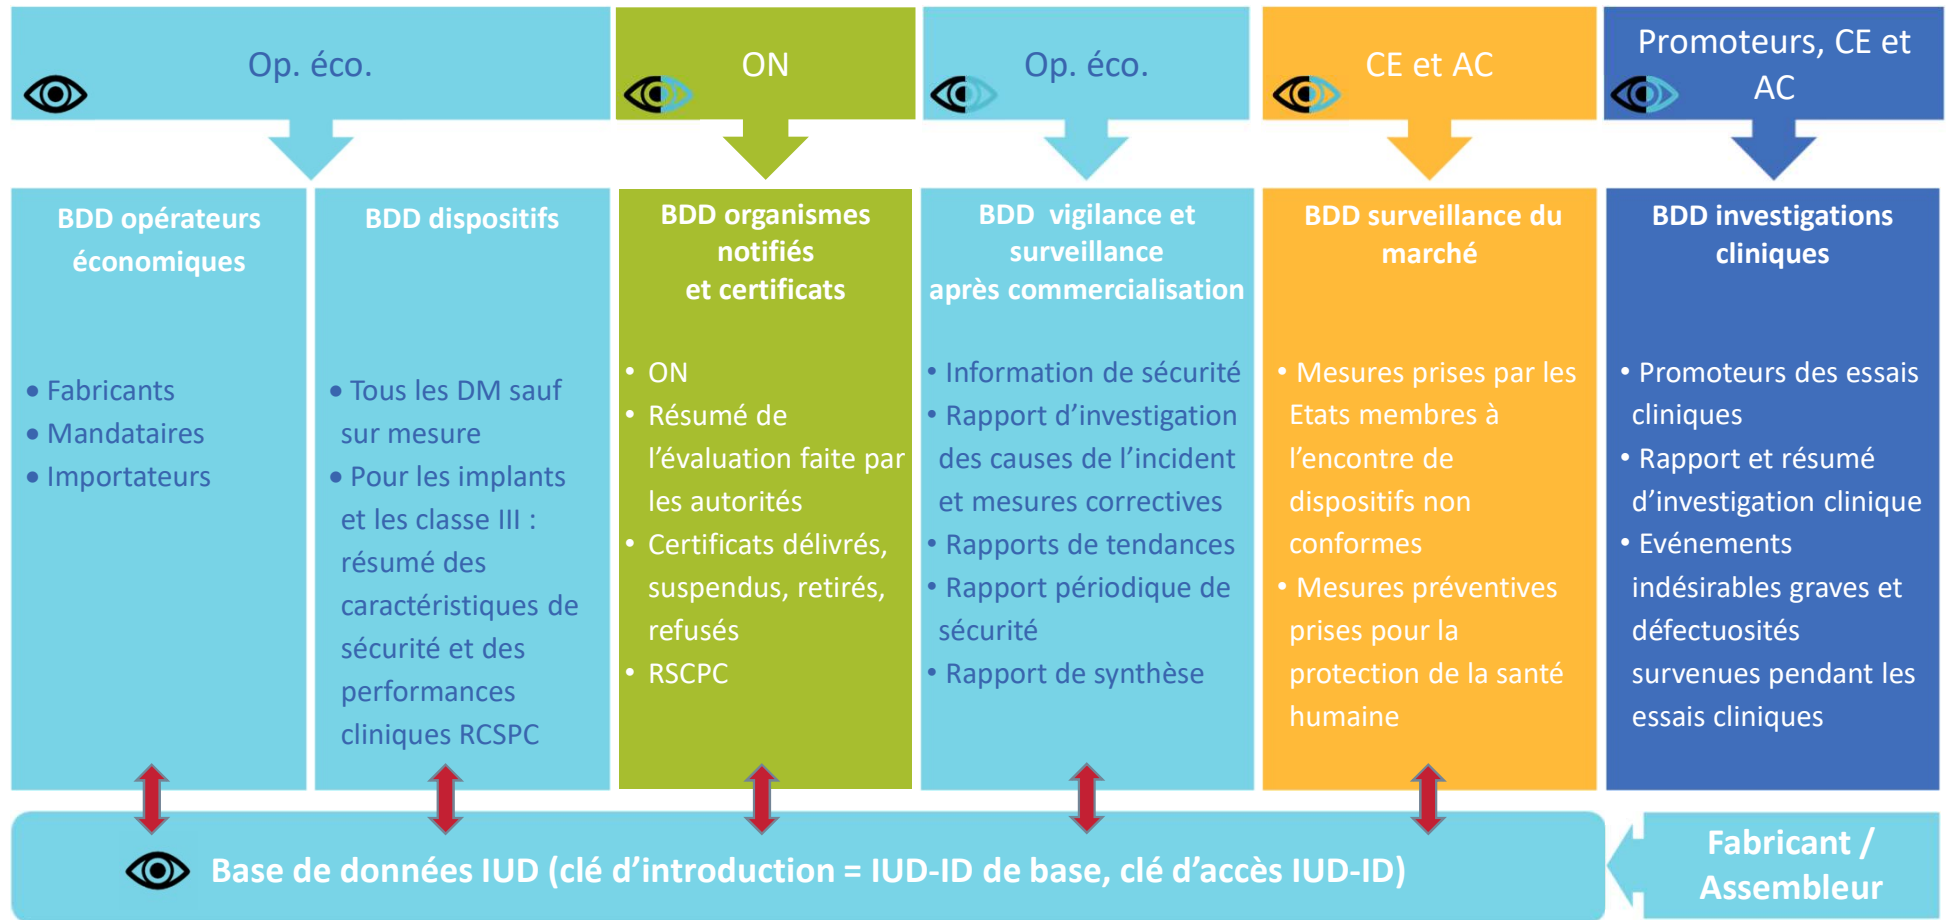 Op. éco.
ON
Op. éco.
CE et AC
Promoteurs, CE et
AC
BDD opérateurs
économiques
• Fabricants
• Mandataires
• Importateurs
BDD dispositifs
• Tous les DM sauf
sur mesure
• Pour les implants
et les classe III :
résumé des
caractéristiques de
sécurité et des
performances
cliniques RCSPC
BDD organismes
notifiés
et certificats
• ON
• Résumé de
l’évaluation faite par
les autorités
• Certificats délivrés,
suspendus, retirés,
refusés
• RSCPC
BDD vigilance et
surveillance
après commercialisation
• Information de sécurité
• Rapport d’investigation
des causes de l’incident
et mesures correctives
• Rapports de tendances
• Rapport périodique de
sécurité
• Rapport de synthèse
BDD surveillance du
marché
• Mesures prises par les
Etats membres à
l’encontre de
dispositifs non
conformes
• Mesures préventives
prises pour la
protection de la santé
humaine
BDD investigations
cliniques
• Promoteurs des essais
cliniques
• Rapport et résumé
d’investigation clinique
• Evénements
indésirables graves et
défectuosités
survenues pendant les
essais cliniques
Base de données IUD (clé d’introduction = IUD-ID de base, clé d’accès IUD-ID)
Fabricant /
Assembleur